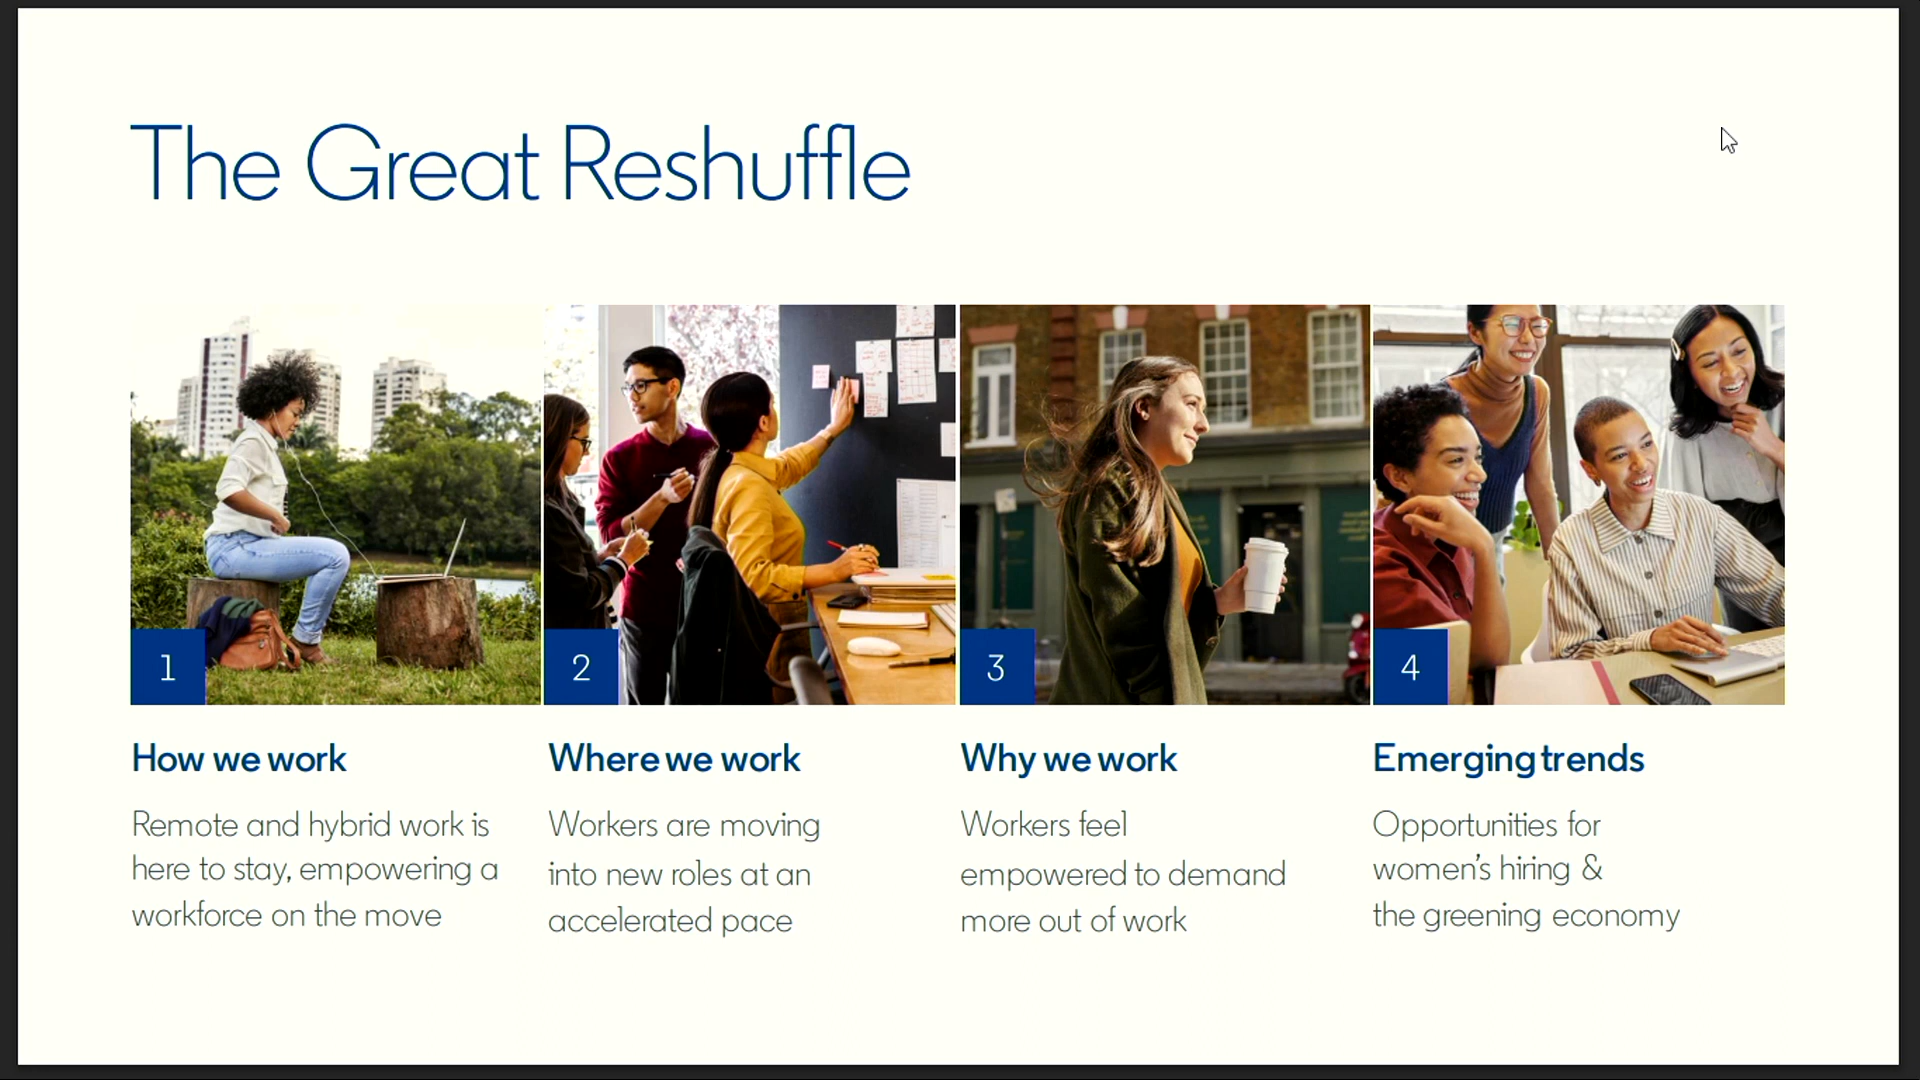 The Great Reshuffle
1
2
3
4
How we work
Remote and hybrid work is
here to stay, empowering a
workforce on the move
Where we work
Workers are moving
into new roles at an
accelerated pace
Why we work
Workers feel
empowered to demand
more out of work
Emerging trends
Opportunities for
women's hiring &
the greening economy